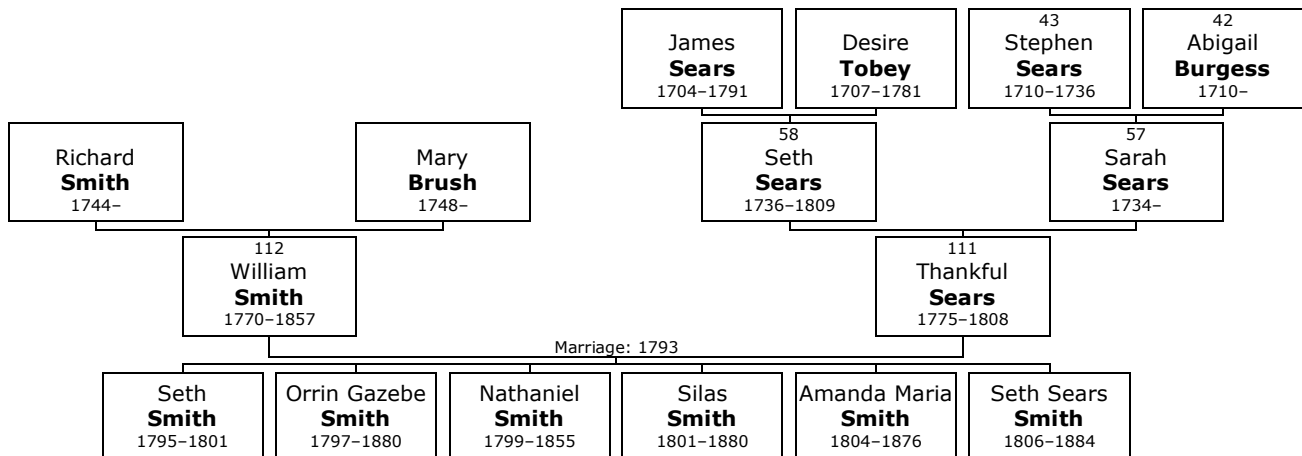 James
Sears
1704–1791
Desire
Tobey
1707–1781
43
Stephen
Sears
1710–1736
42
Abigail
Burgess
1710–
Richard
Smith
1744–
Mary
Brush
1748–
58
Seth
Sears
1736–1809
57
Sarah
Sears
1734–
112
William
Smith
1770–1857
111
Thankful
Sears
1775–1808
Marriage: 1793
Seth
Smith
1795–1801
Orrin Gazebe
Smith
1797–1880
Nathaniel
Smith
1799–1855
Silas
Smith
1801–1880
Amanda Maria
Smith
1804–1876
Seth Sears
Smith
1806–1884